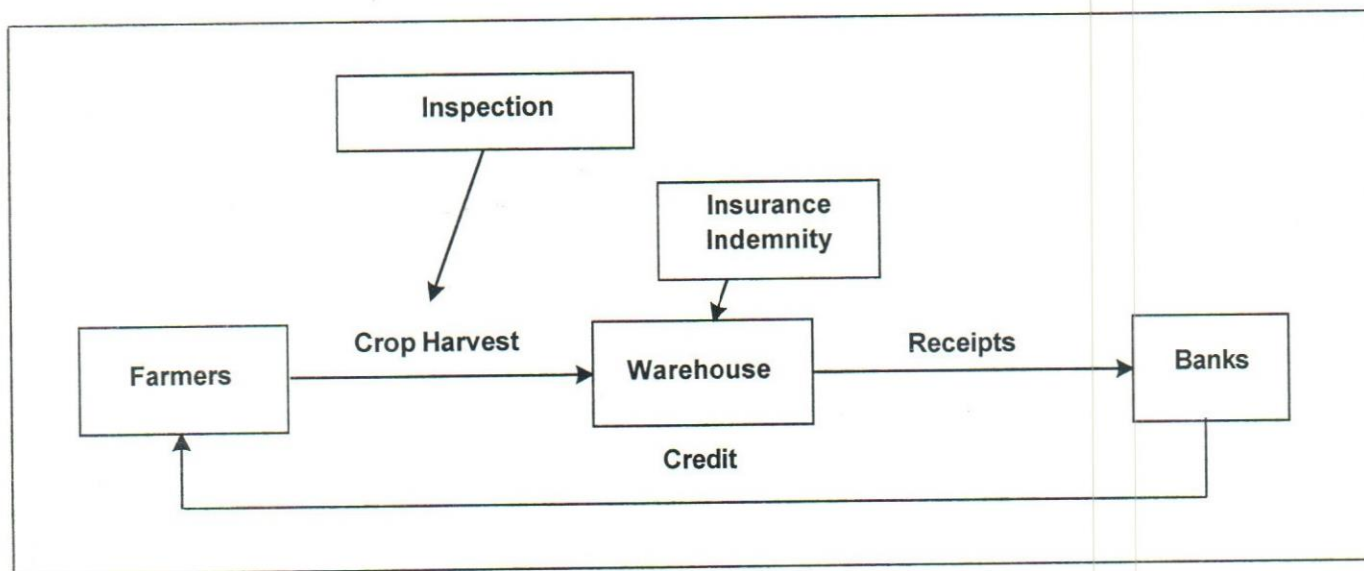 Inspection
Insurance
Indemnity
Crop Harvest
Receipts
Farmers
Warehouse
Banks
Credit